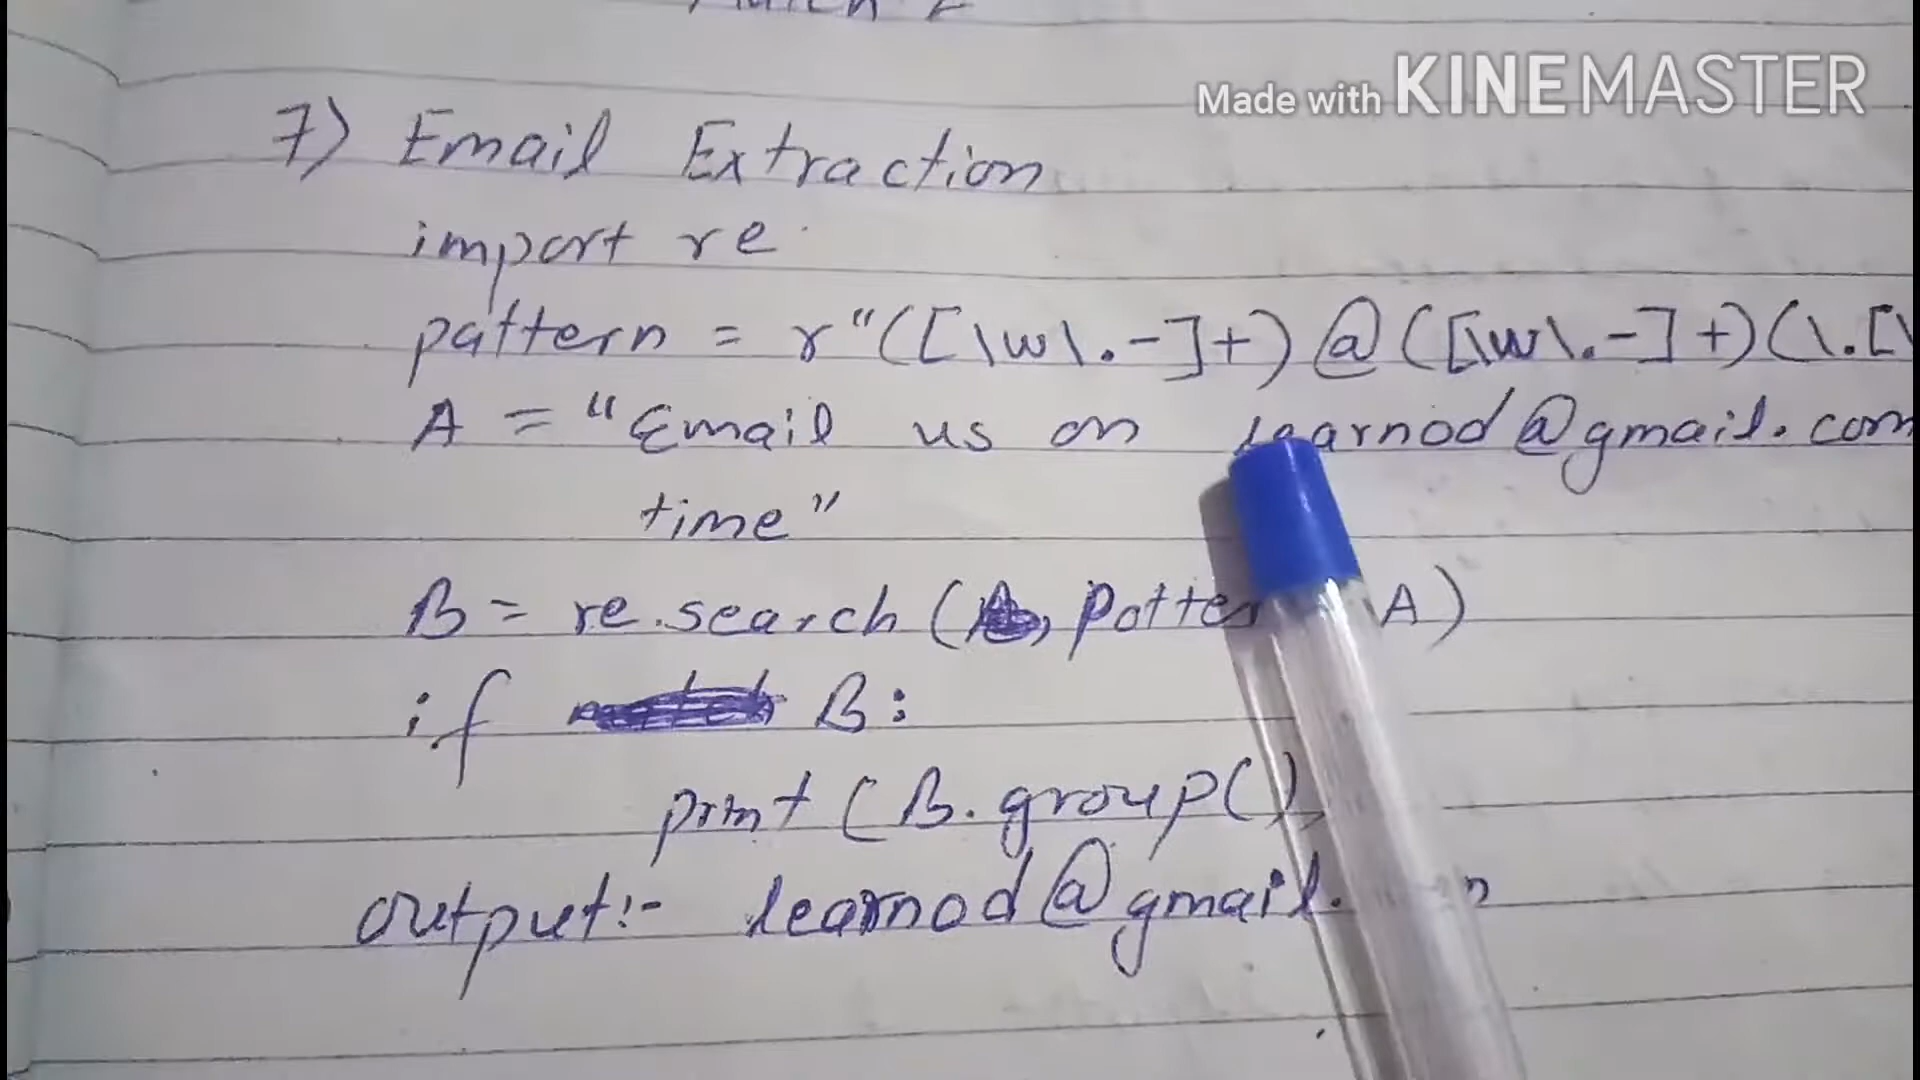 Made with KINEMASTER
7) Email Extraction
import re
pattern = r"([\w\.-]+)@([\w\.-]+)(\.[\
A = "Email us on learnod@gmail.com
time"
B = re.search( A)
if B:
print (B.group()
output:- learnod@gmail.